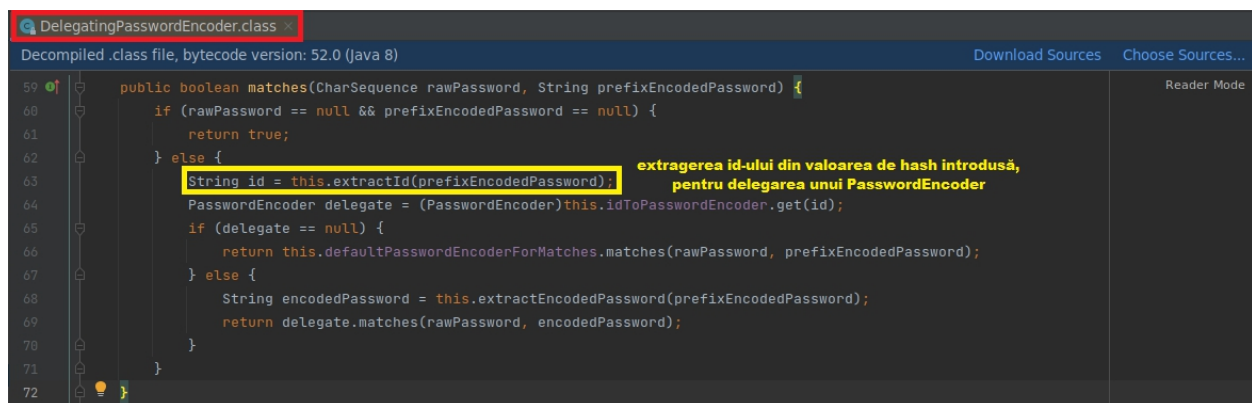 DelegatingPasswordEncoder.class
Decompiled .class file, bytecode version: 52.0 (Java 8) Download Sources Choose Sources...
59 public boolean matches(CharSequence rawPassword, String prefixEncodedPassword) { Reader Mode
60 if (rawPassword == null && prefixEncodedPassword == null) {
61 return true;
62 } else {
extragerea id-ului din valoarea de hash introdusă,
63 String id = this.extractId(prefixEncodedPassword);
pentru delegarea unui PasswordEncoder
64 PasswordEncoder delegate = (PasswordEncoder)this.idToPasswordEncoder.get(id);
65 if (delegate == null) {
66 return this.defaultPasswordEncoderForMatches.matches(rawPassword, prefixEncodedPassword);
67 } else {
68 String encodedPassword = this.extractEncodedPassword(prefixEncodedPassword);
69 return delegate.matches(rawPassword, encodedPassword);
70 }
71 }
72 }